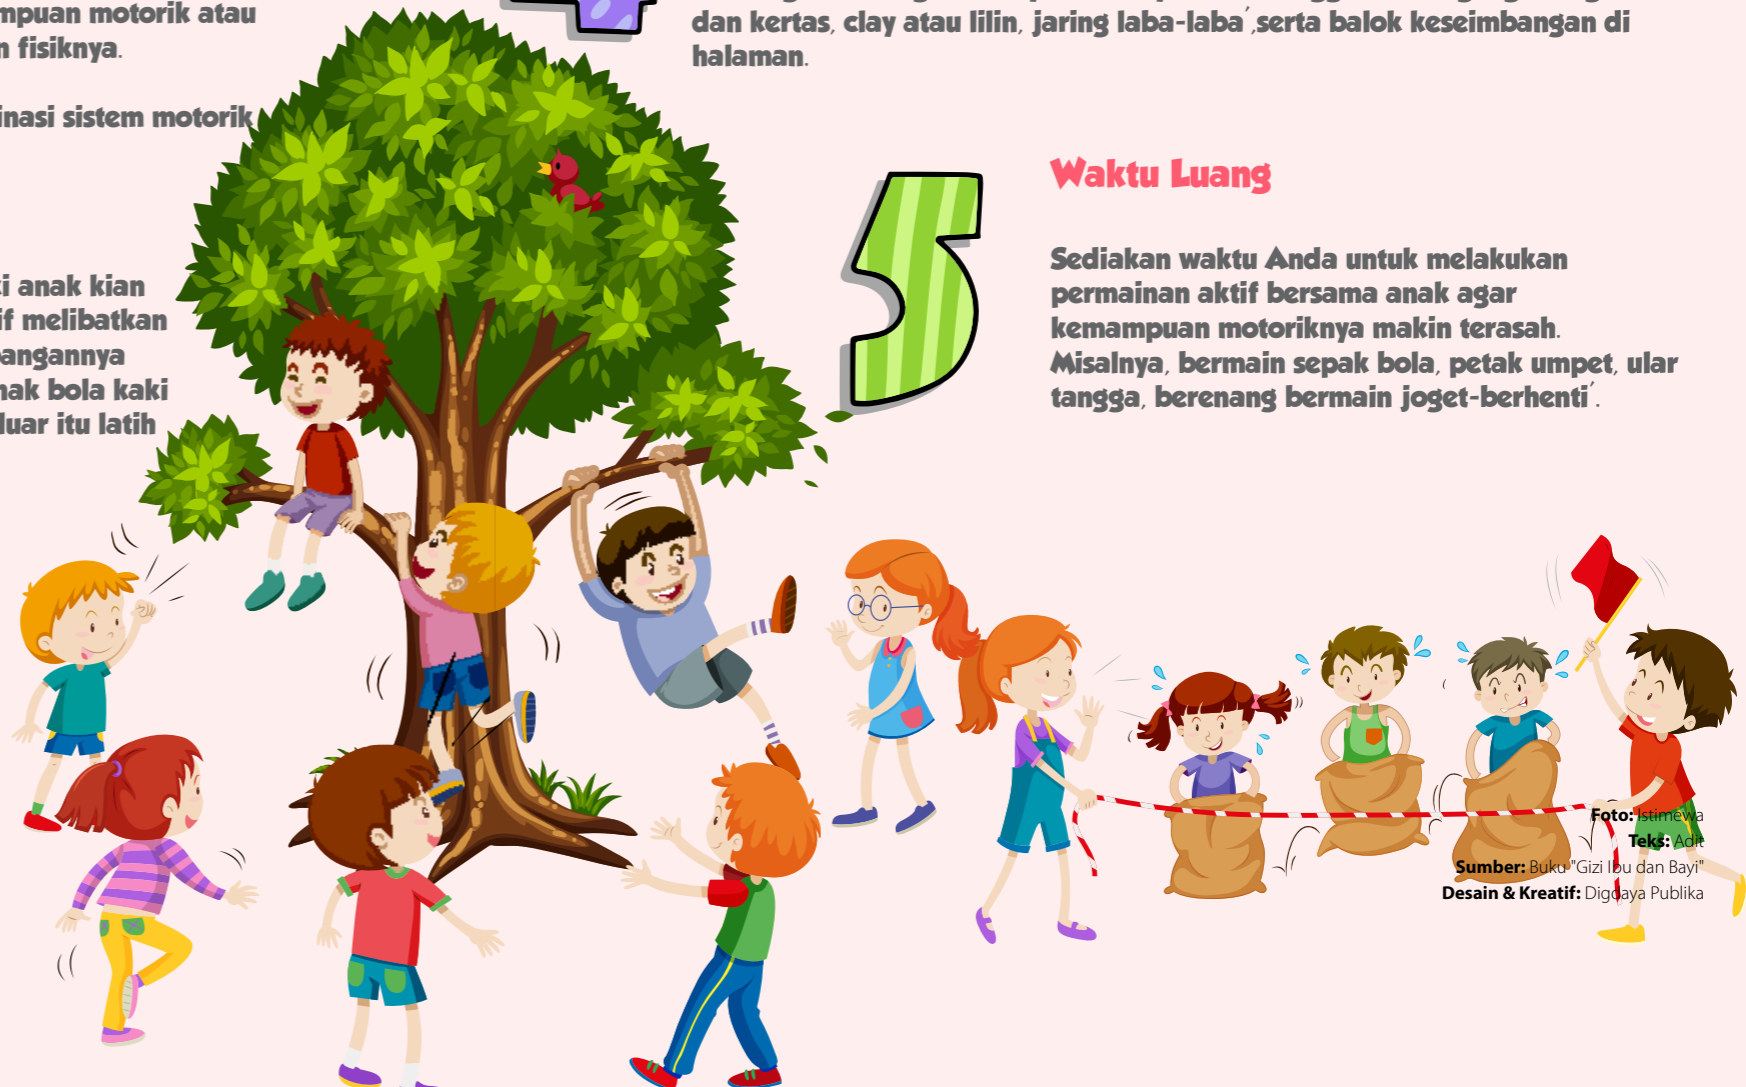 mpuan motorik atau
n fisiknya.
inasi sistem motorik
i anak kian
if melibatkan
angannya
nak bola kaki
luar itu latih
dan kertas, clay atau lilin, jaring laba-laba´,serta balok keseimbangan di
halaman.
5
Waktu Luang
Sediakan waktu Anda untuk melakukan
permainan aktif bersama anak agar
kemampuan motoriknya makin terasah.
Misalnya, bermain sepak bola, petak umpet, ular
tangga, berenang bermain joget-berhenti´.
Foto: Istimewa
Teks: Adit
Sumber: Buku "Gizi Ibu dan Bayi"
Desain & Kreatif: Digdaya Publika